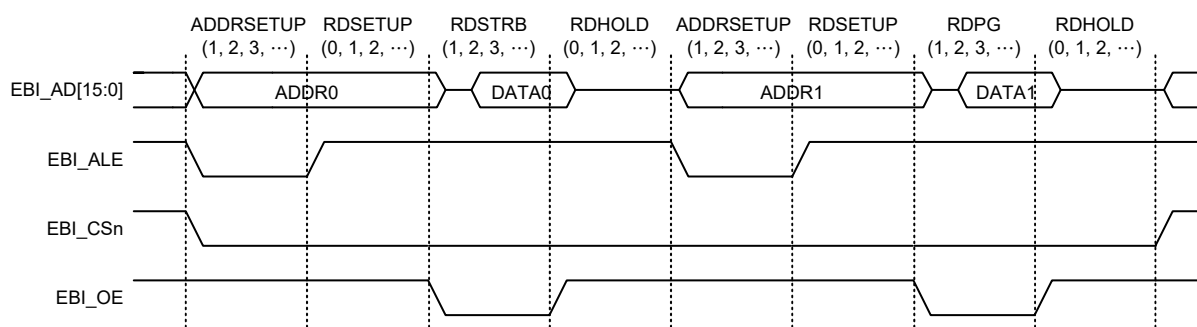 ADDRSETUP RDSETUP RDSTRB RDHOLD ADDRSETUP RDSETUP RDPG RDHOLD
(1, 2, 3, ···) (0, 1, 2, ···) (1, 2, 3, ···) (0, 1, 2, ···) (1, 2, 3, ···) (0, 1, 2, ···) (1, 2, 3, ···) (0, 1, 2, ···)
EBI_AD[15:0] ADDR0 DATA0 ADDR1 DATA1
EBI_ALE
EBI_CSn
EBI_OE